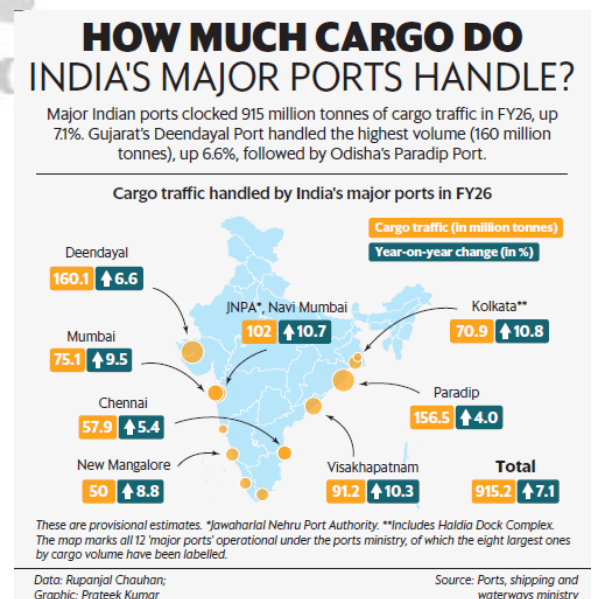 HOW MUCH CARGO DO
INDIA'S MAJOR PORTS HANDLE?
Major Indian ports clocked 915 million tonnes of cargo traffic in FY26, up
7.1%. Gujarat's Deendayal Port handled the highest volume (160 million
tonnes), up 6.6%, followed by Odisha's Paradip Port.
Cargo traffic handled by India's major ports in FY26
Cargo traffic (in million tonnes)
Year-on-year change (in %)
Deendayal
160.1 ↑6.6
JNPA*, Navi Mumbai
102 ↑10.7
Kolkata**
70.9 ↑10.8
Mumbai
75.1 ↑9.5
Chennai
57.9 ↑5.4
Paradip
156.5 ↑4.0
New Mangalore
50 ↑8.8
Visakhapatnam
91.2 ↑10.3
Total
915.2 ↑7.1
These are provisional estimates. *Jawaharlal Nehru Port Authority. **Includes Haldia Dock Complex.
The map marks all 12 'major ports' operational under the ports ministry, of which the eight largest ones
by cargo volume have been labelled.
Data: Rupanjal Chauhan;
Graphic: Prateek Kumar
Source: Ports, shipping and
waterways ministry